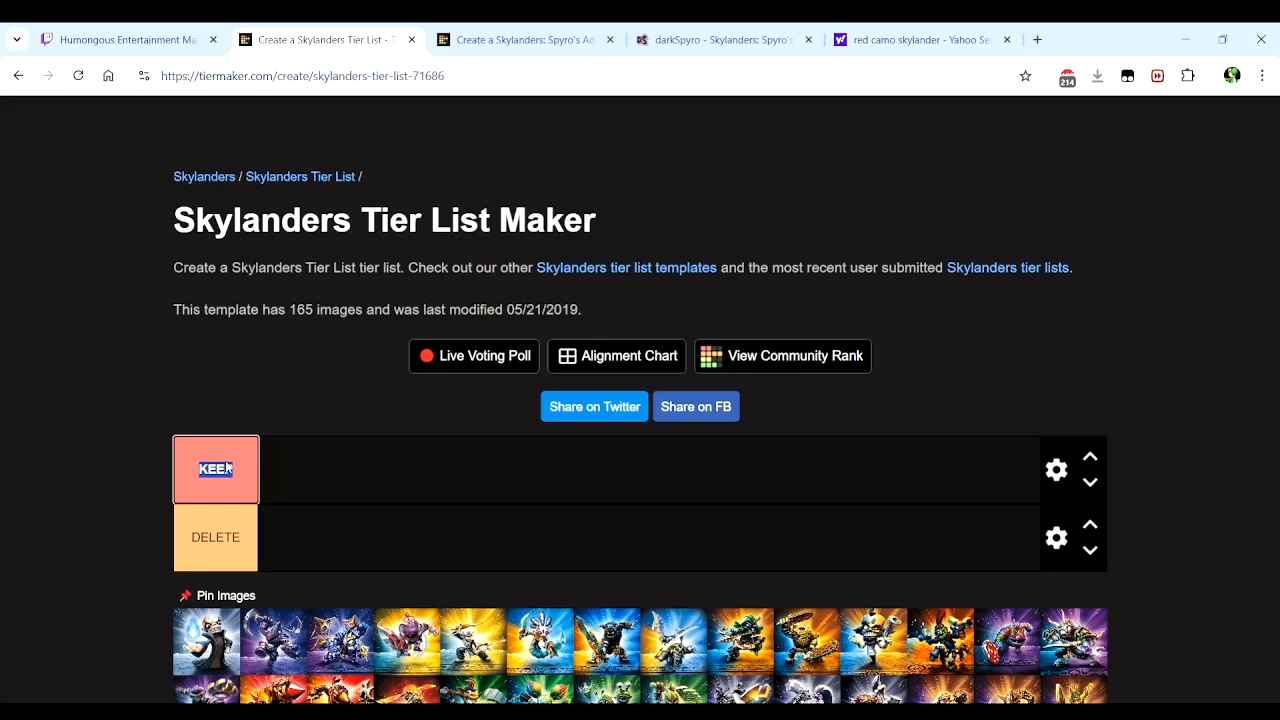 Humongous Entertainment Ma
Create a Skylanders Tier List - T
Create a Skylanders: Spyro's Ad
darkSpyro - Skylanders: Spyro's
red camo skylander - Yahoo Se
https://tiermaker.com/create/skylanders-tier-list-71686
214
Skylanders / Skylanders Tier List /
Skylanders Tier List Maker
Create a Skylanders Tier List tier list. Check out our other Skylanders tier list templates and the most recent user submitted Skylanders tier lists.
This template has 165 images and was last modified 05/21/2019.
Live Voting Poll
Alignment Chart
View Community Rank
Share on Twitter
Share on FB
KEEP
DELETE
Pin Images